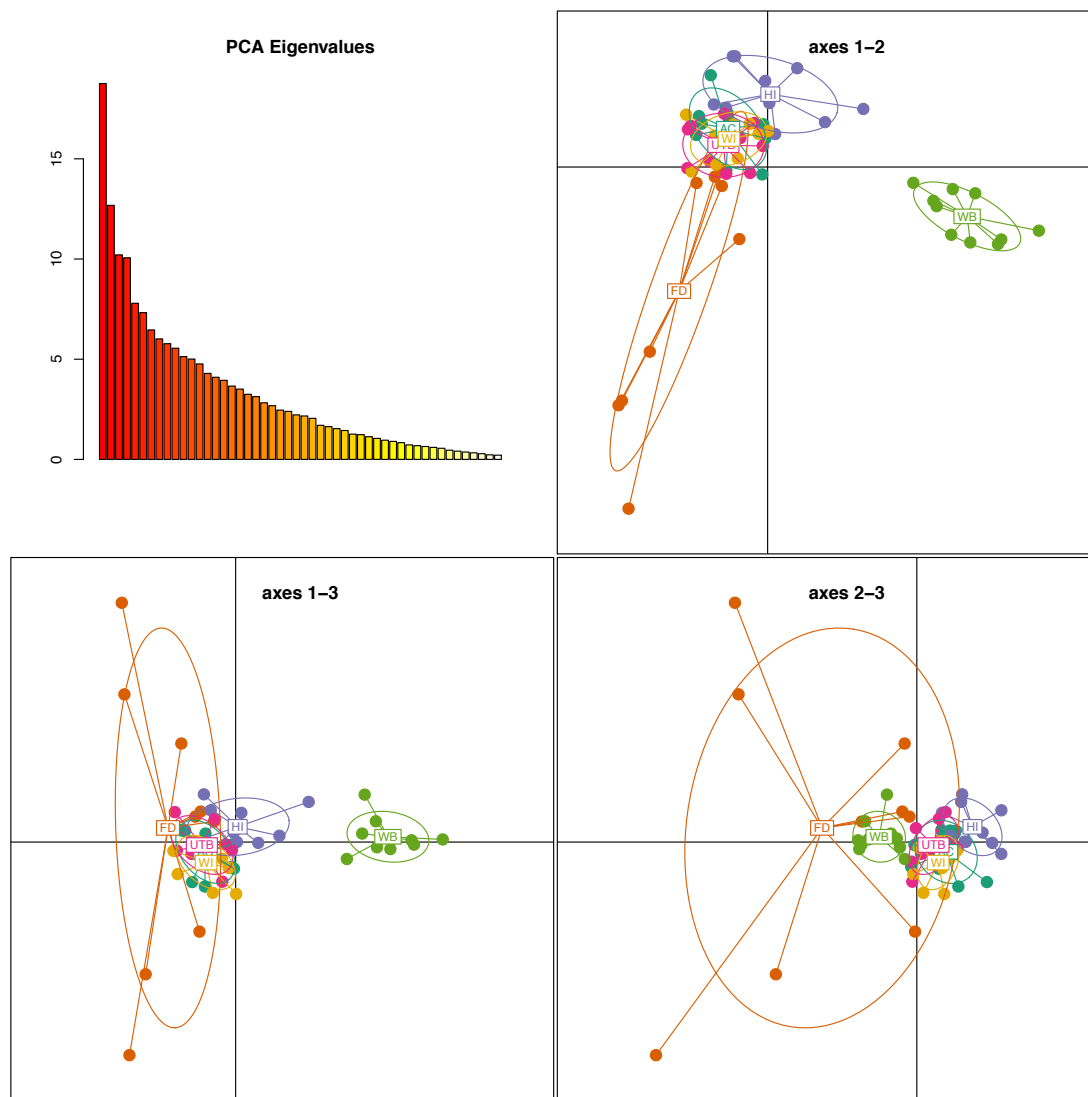 PCA Eigenvalues
15
10
5
0
axes 1–2
HI
AC
UTB
WI
WB
FD
axes 1–3
FD
HI
UTB
WI
WB
axes 2–3
FD
WB
HI
UTB
WI